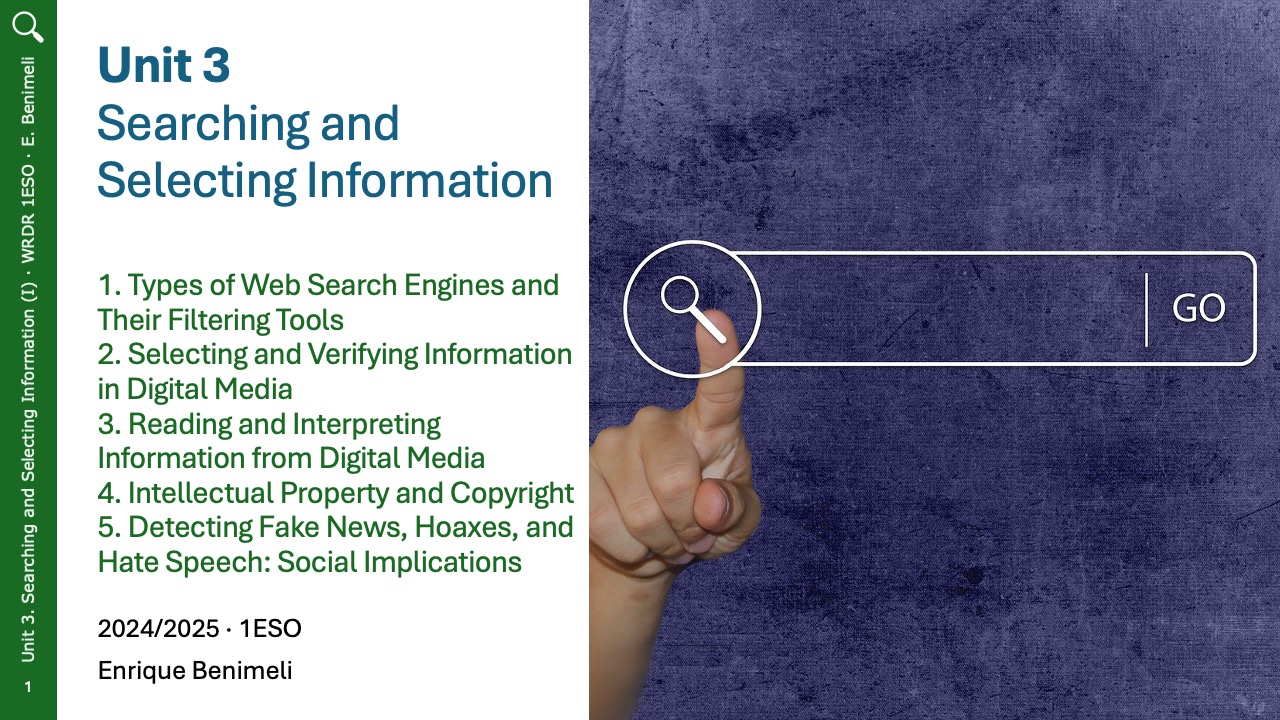 Unit 3. Searching and Selecting Information (I) · WRDR 1ESO · E. Benimeli
1
Unit 3
Searching and
Selecting Information
1. Types of Web Search Engines and
Their Filtering Tools
2. Selecting and Verifying Information
in Digital Media
3. Reading and Interpreting
Information from Digital Media
4. Intellectual Property and Copyright
5. Detecting Fake News, Hoaxes, and
Hate Speech: Social Implications
2024/2025 · 1ESO
Enrique Benimeli
GO